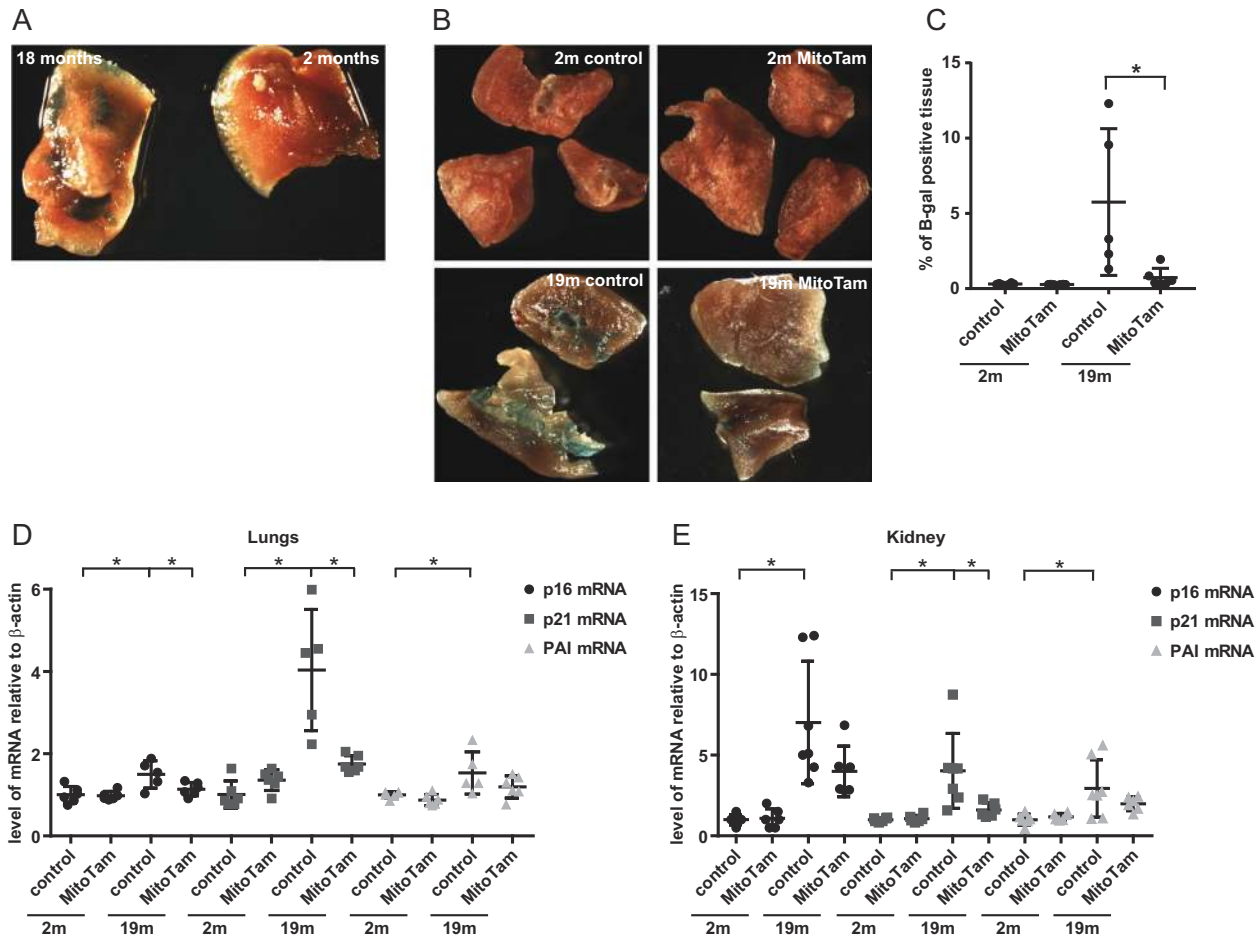 A
18 months
2 months
B
2m control
2m MitoTam
19m control
19m MitoTam
C
% of B-gal positive tissue
15
10
5
0
*
control
MitoTam
control
MitoTam
2m
19m
D
Lungs
level of mRNA relative to β-actin
6
4
2
0
* * * * *
p16 mRNA
p21 mRNA
PAI mRNA
control
MitoTam
control
MitoTam
control
MitoTam
control
MitoTam
control
MitoTam
control
MitoTam
2m 19m 2m 19m 2m 19m
E
Kidney
level of mRNA relative to β-actin
15
10
5
0
* * * *
p16 mRNA
p21 mRNA
PAI mRNA
control
MitoTam
control
MitoTam
control
MitoTam
control
MitoTam
control
MitoTam
control
MitoTam
2m 19m 2m 19m 2m 19m